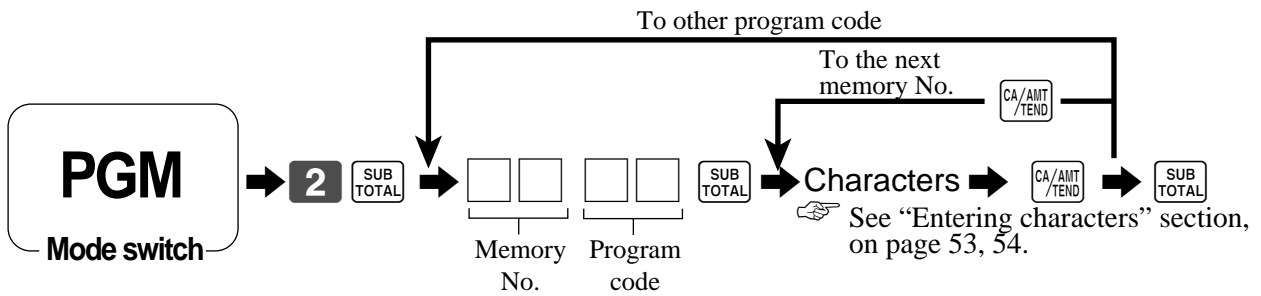 To other program code
To the next
memory No.
CA/AMT
TEND
PGM
Mode switch
2
SUB
TOTAL
Memory
No.
Program
code
SUB
TOTAL
Characters
CA/AMT
TEND
SUB
TOTAL
See “Entering characters” section,
on page 53, 54.